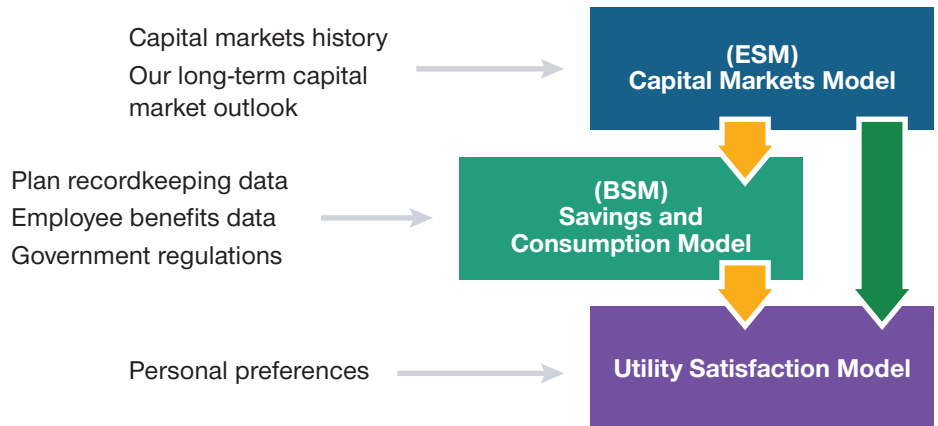 Capital markets history
Our long-term capital
market outlook
(ESM)
Capital Markets Model
Plan recordkeeping data
Employee benefits data
Government regulations
(BSM)
Savings and
Consumption Model
Personal preferences
Utility Satisfaction Model